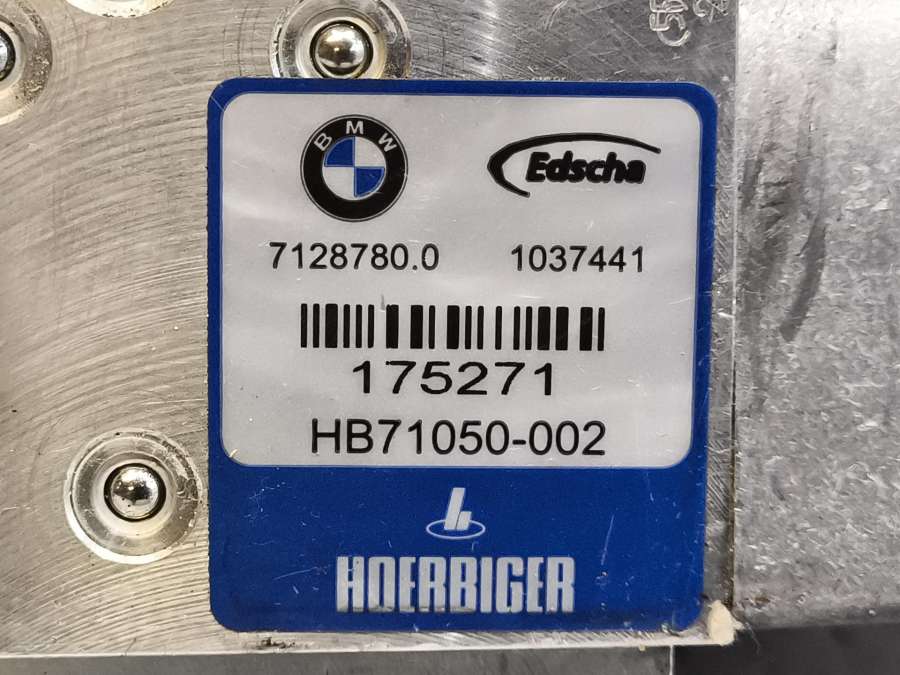 BMW
Edscha
7128780.0 1037441
175271
HB71050-002
HOERBIGER